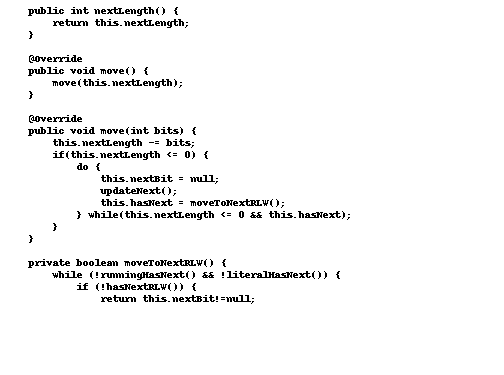 public int nextLength() {
    return this.nextLength;
}

@Override
public void move() {
    move(this.nextLength);
}

@Override
public void move(int bits) {
    this.nextLength -= bits;
    if(this.nextLength <= 0) {
        do {
            this.nextBit = null;
            updateNext();
            this.hasNext = moveToNextRLW();
        } while(this.nextLength <= 0 && this.hasNext);
    }
}

private boolean moveToNextRLW() {
    while (!runningHasNext() && !literalHasNext()) {
        if (!hasNextRLW()) {
            return this.nextBit!=null;